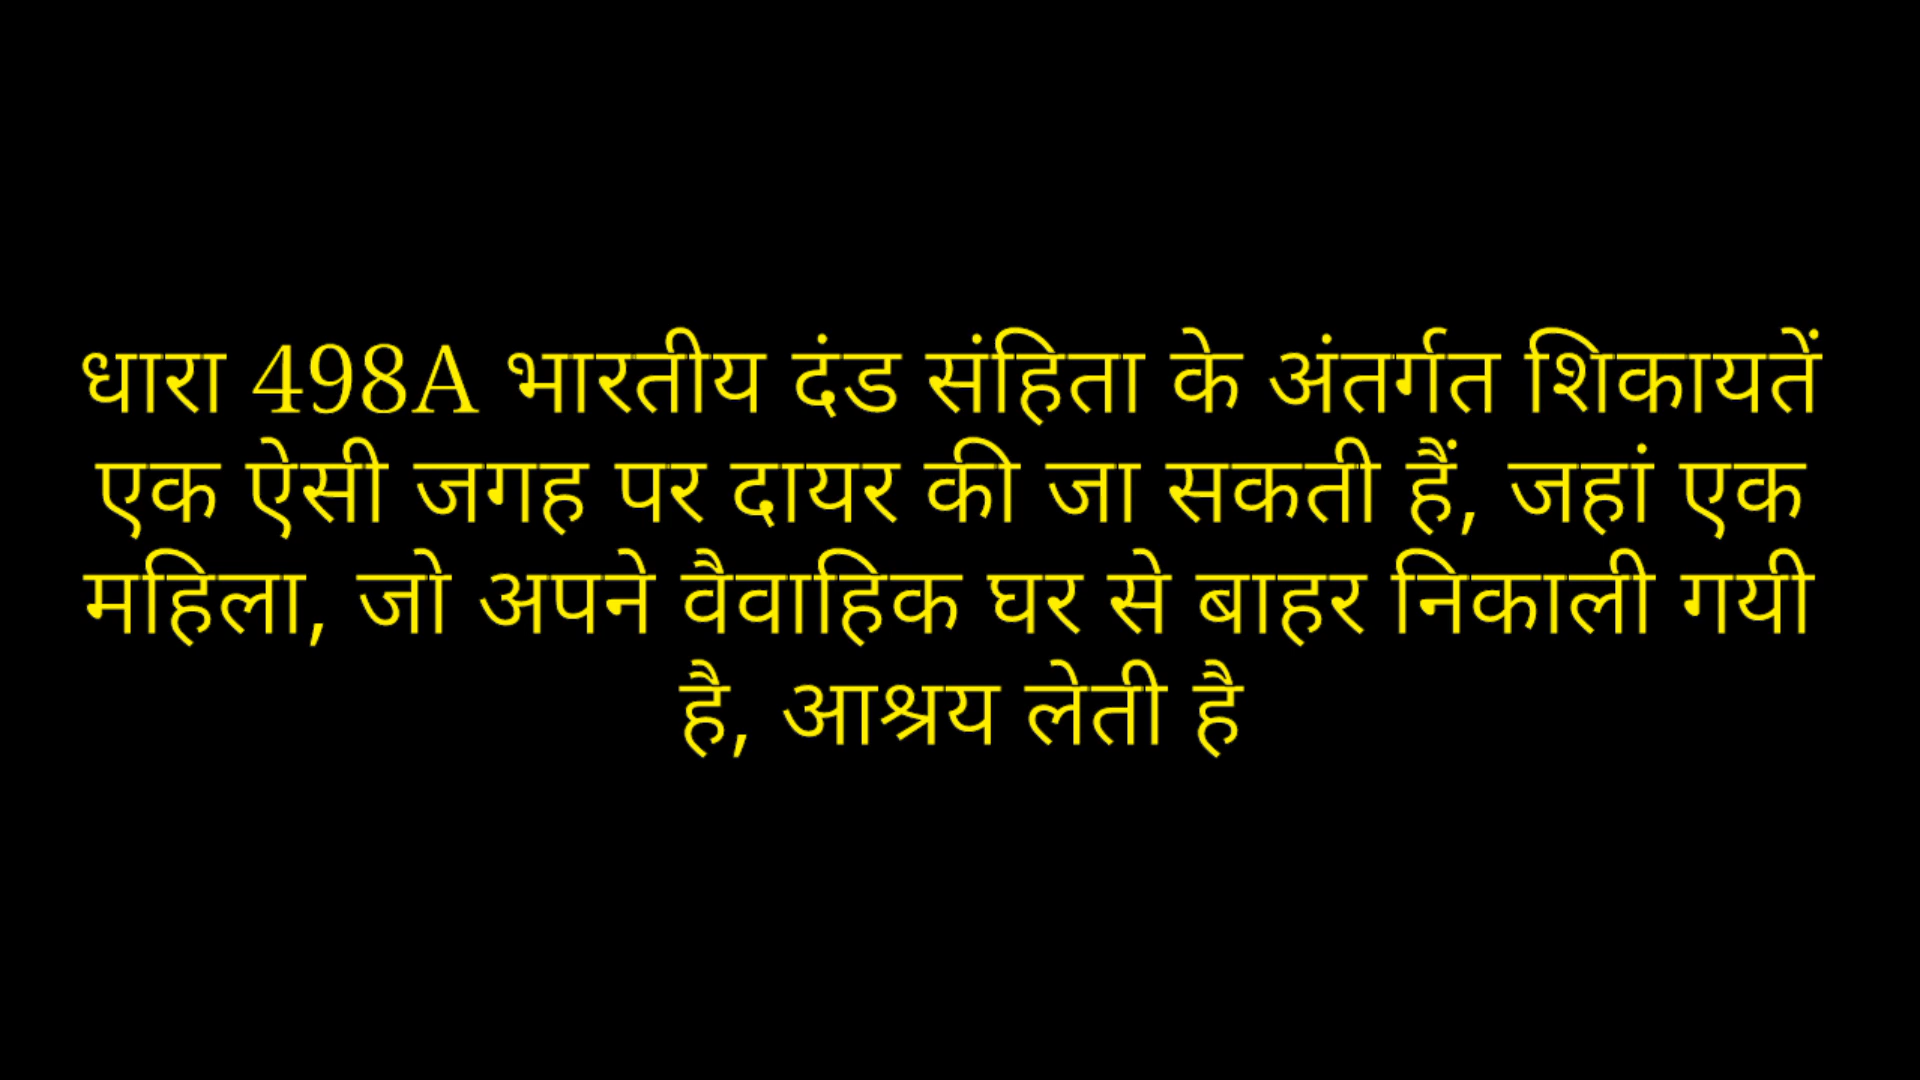 धारा 498A भारतीय दंड संहिता के अंतर्गत शिकायतें
एक ऐसी जगह पर दायर की जा सकती हैं, जहां एक
महिला, जो अपने वैवाहिक घर से बाहर निकाली गयी
है, आश्रय लेती है